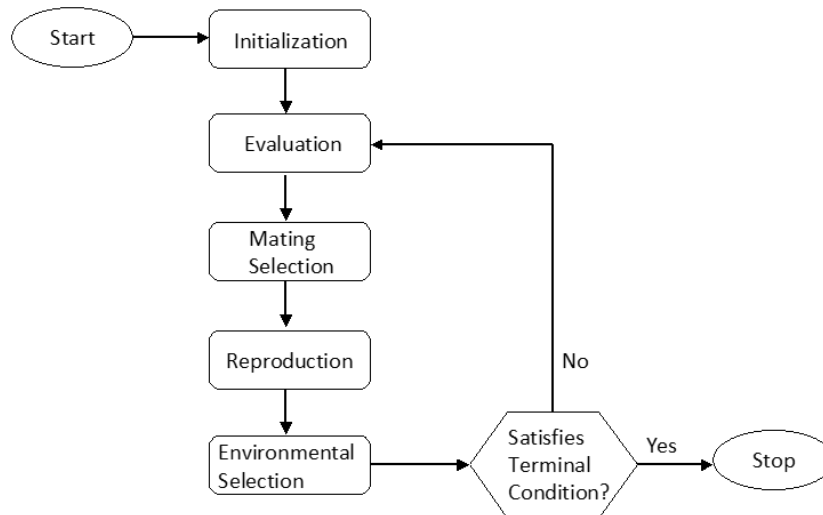 Start
Initialization
Evaluation
Mating
Selection
Reproduction
No
Environmental
Selection
Satisfies
Terminal
Condition?
Yes
Stop